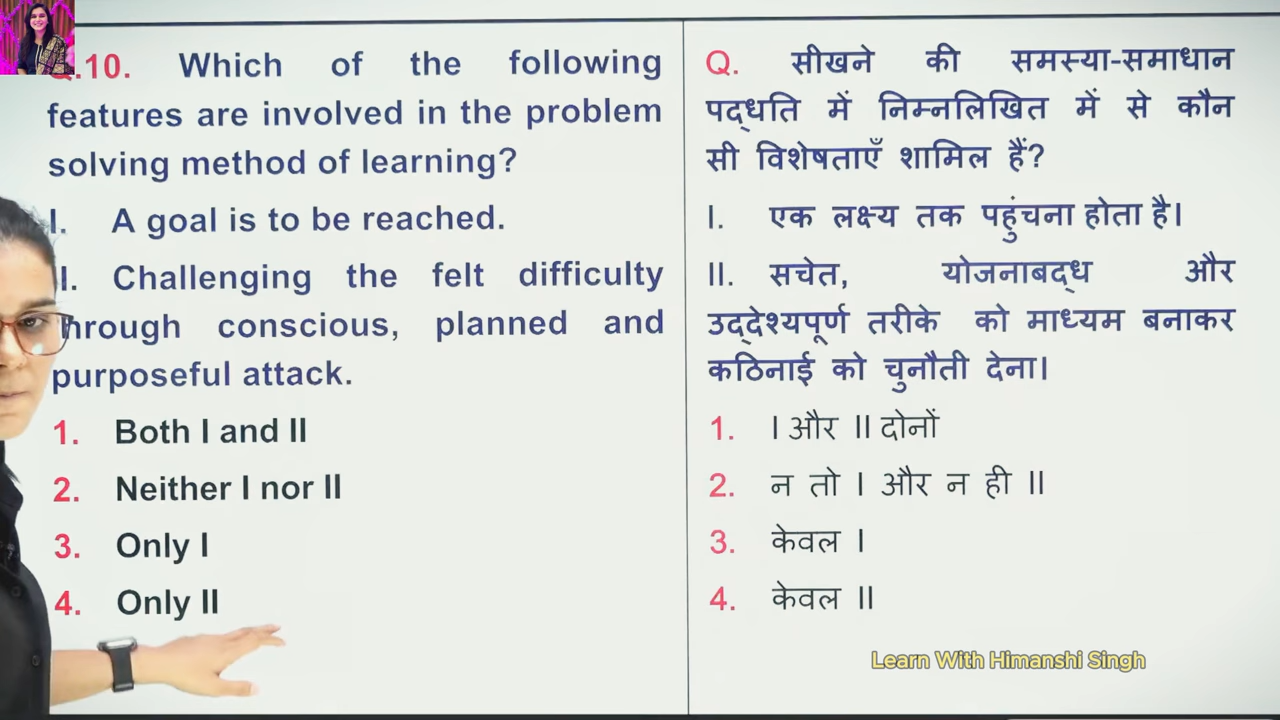 .10. Which of the following
features are involved in the problem
solving method of learning?
I. A goal is to be reached.
I. Challenging the felt difficulty
through conscious, planned and
purposeful attack.
1. Both I and II
2. Neither I nor II
3. Only I
4. Only II
Q. सीखने की समस्या-समाधान
पद्धति में निम्नलिखित में से कौन
सी विशेषताएँ शामिल हैं?
I. एक लक्ष्य तक पहुंचना होता है।
II. सचेत, योजनाबद्ध और
उद्देश्यपूर्ण तरीके को माध्यम बनाकर
कठिनाई को चुनौती देना।
1. I और II दोनों
2. न तो I और न ही II
3. केवल I
4. केवल II
Learn With Himanshi Singh